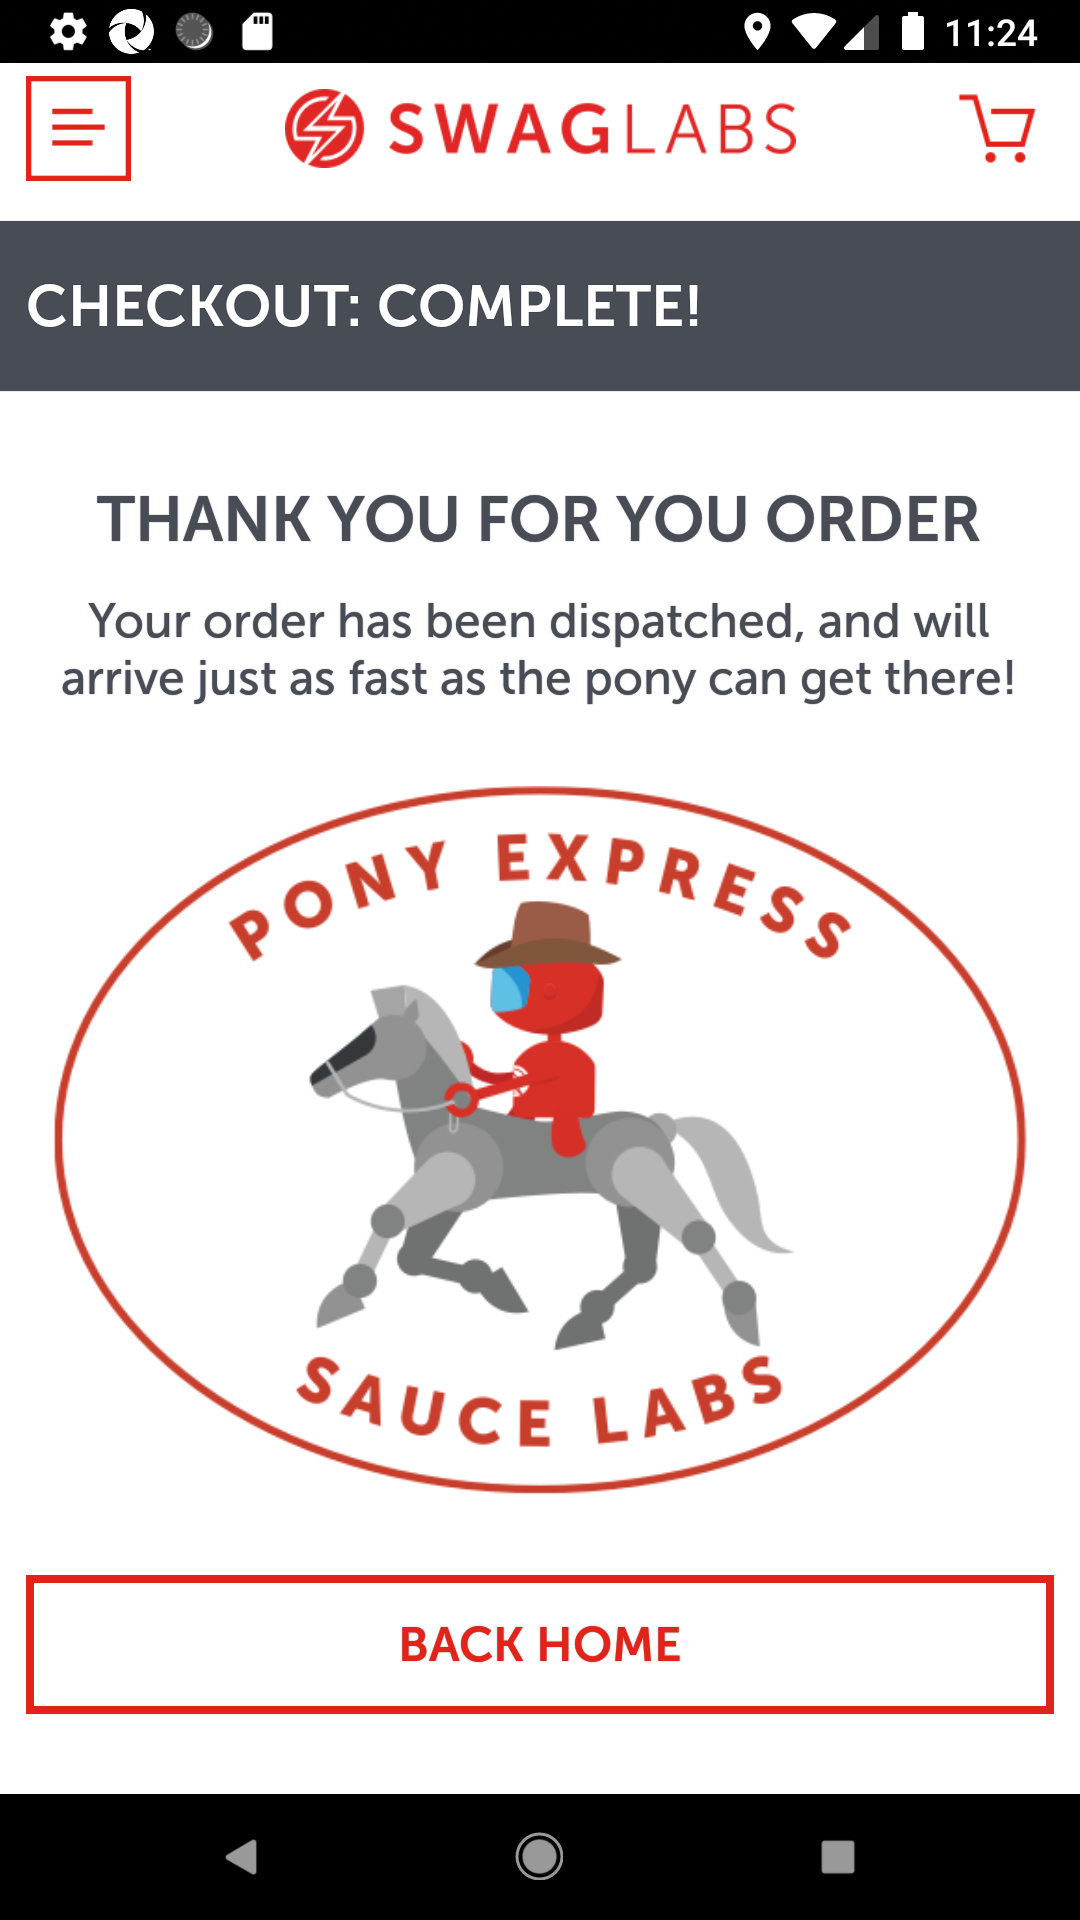 11:24
SWAGLABS
CHECKOUT: COMPLETE!
THANK YOU FOR YOU ORDER
Your order has been dispatched, and will
arrive just as fast as the pony can get there!
PONY EXPRESS
SAUCE LABS
BACK HOME